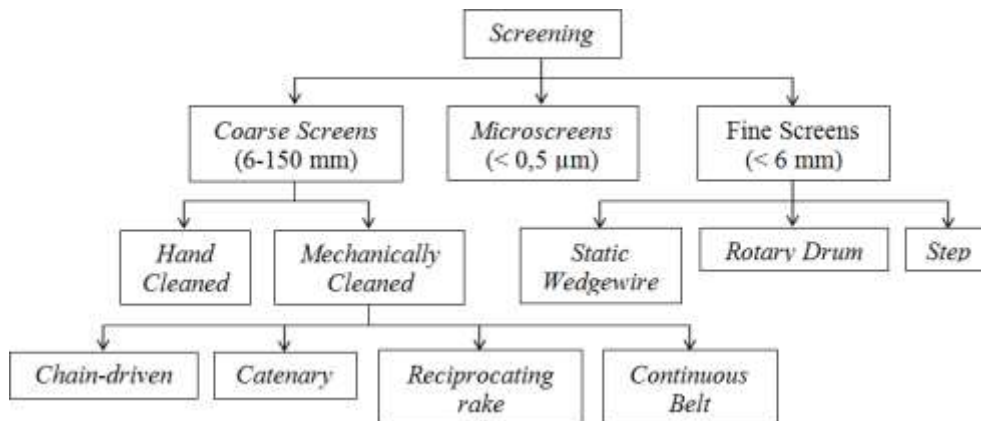 Screening
Coarse Screens
(6-150 mm)
Microscreens
(< 0,5 µm)
Fine Screens
(< 6 mm)
Hand
Cleaned
Mechanically
Cleaned
Static
Wedgewire
Rotary Drum
Step
Chain-driven
Catenary
Reciprocating
rake
Continuous
Belt